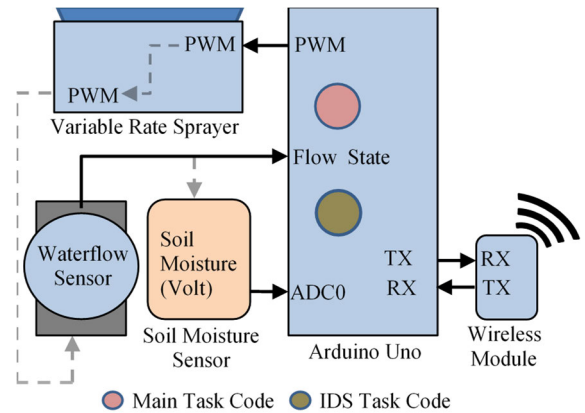 PWM
PWM
PWM
Variable Rate Sprayer
Flow State
Waterflow
Sensor
Soil
Moisture
(Volt)
ADC0
TX
RX
RX
TX
Soil Moisture
Sensor
Arduino Uno
Wireless
Module
Main Task Code
IDS Task Code